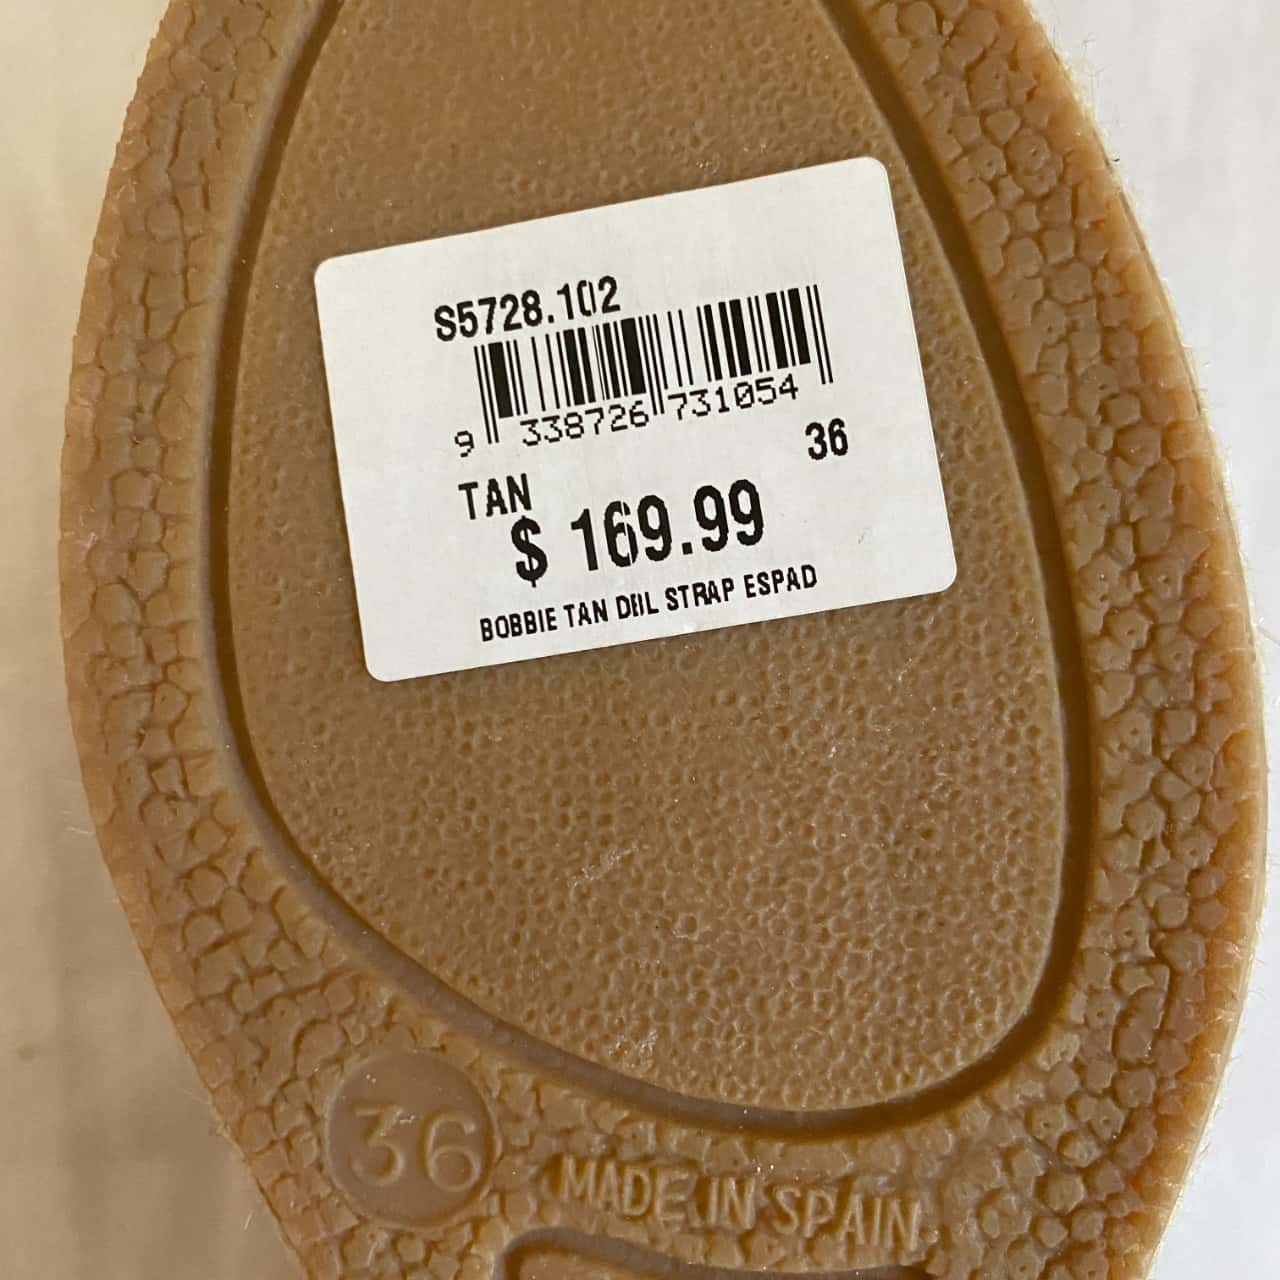 S5728.102
9 338726 731054
36
TAN
$ 169.99
BOBBIE TAN DBL STRAP ESPAD
36
MADE IN SPAIN